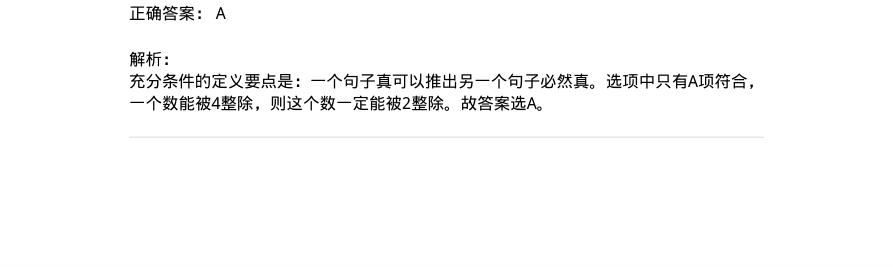 正确答案： A
解析：
充分条件的定义要点是：一个句子真可以推出另一个句子必然真。选项中只有A项符合，
一个数能被4整除，则这个数一定能被2整除。故答案选A。